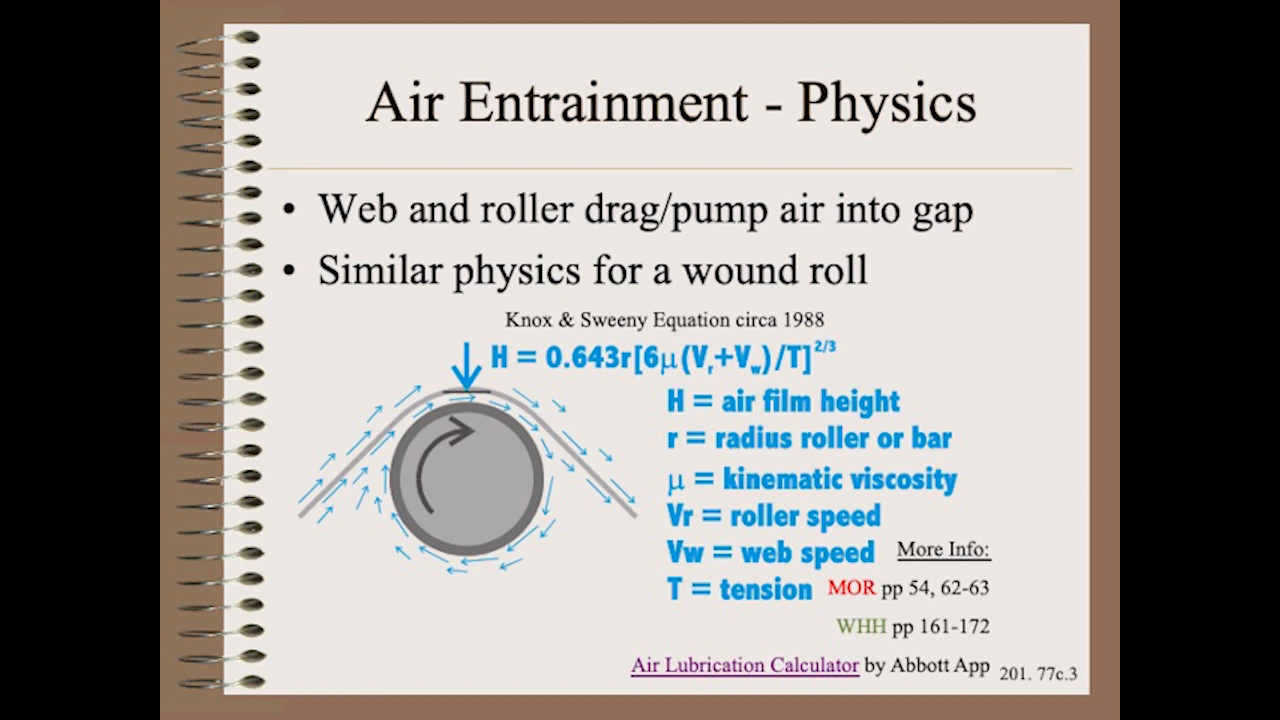 Air Entrainment - Physics
• Web and roller drag/pump air into gap
• Similar physics for a wound roll
Knox & Sweeny Equation circa 1988
H = 0.643r[6μ(Vr+Vw)/T]2/3
H = air film height
r = radius roller or bar
μ = kinematic viscosity
Vr = roller speed
Vw = web speed
More Info:
T = tension
MOR pp 54, 62-63
WHH pp 161-172
Air Lubrication Calculator by Abbott App
201. 77c.3